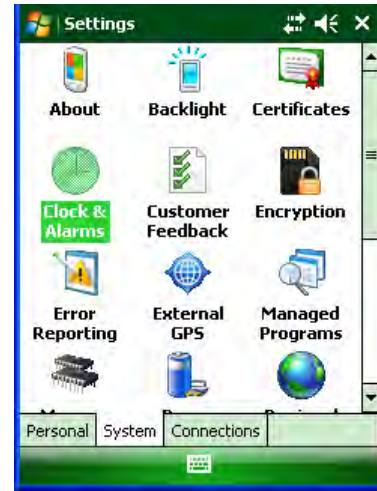 Settings
About Backlight Certificates
Clock & Customer Encryption
Alarms Feedback
Error External Managed
Reporting GPS Programs
Personal System Connections